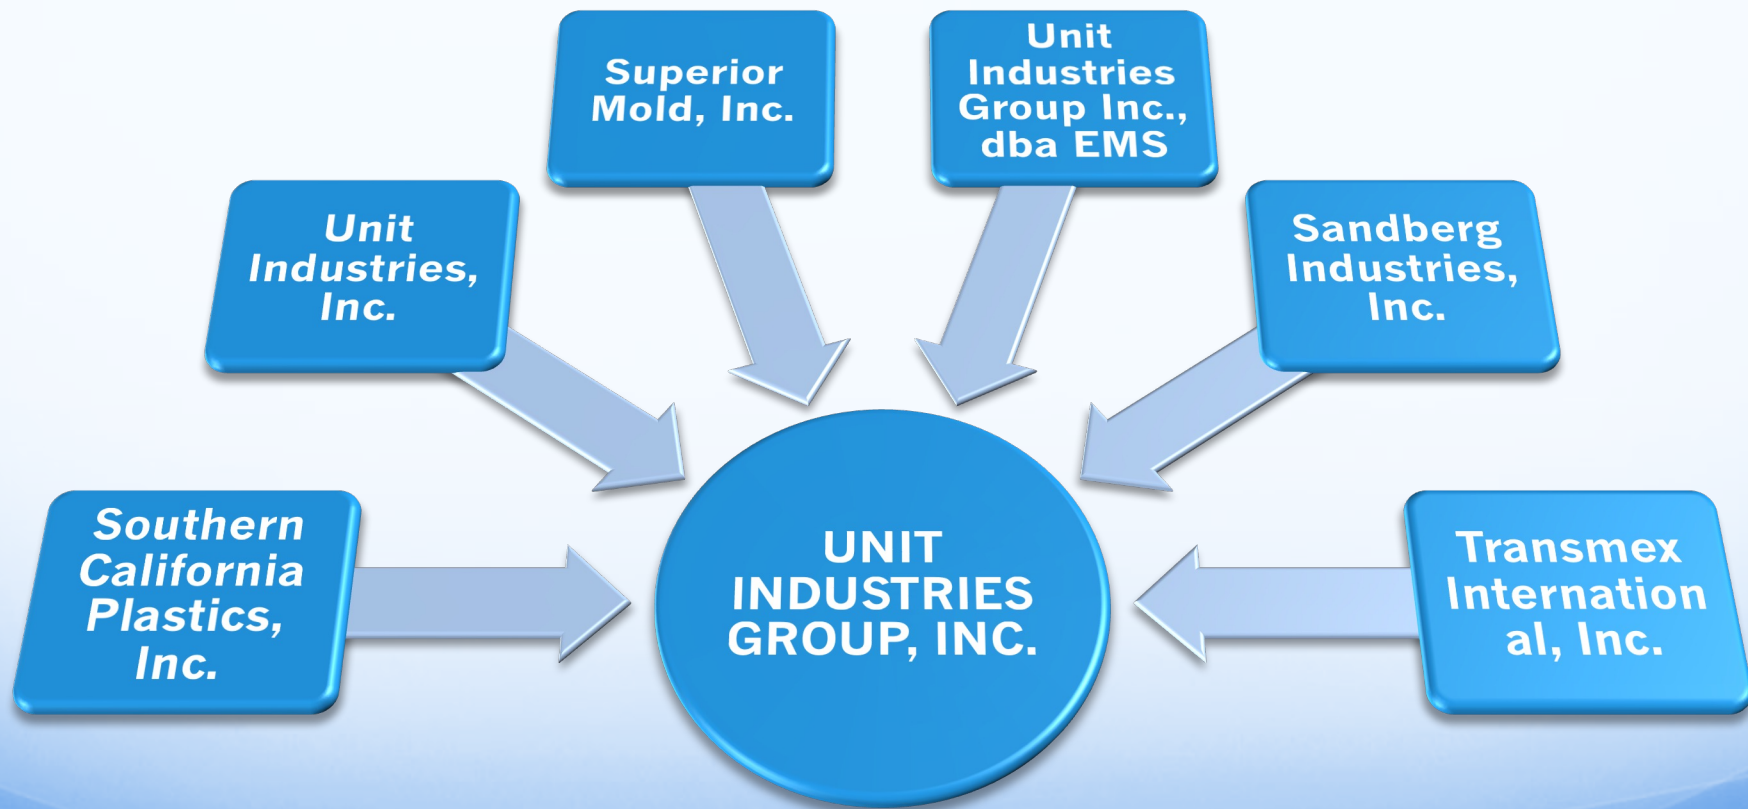 Superior
Mold, Inc.
Unit
Industries
Group Inc.,
dba EMS
Unit
Industries,
Inc.
Sandberg
Industries,
Inc.
Southern
California
Plastics,
Inc.
UNIT
INDUSTRIES
GROUP, INC.
Transmex
Internation
al, Inc.